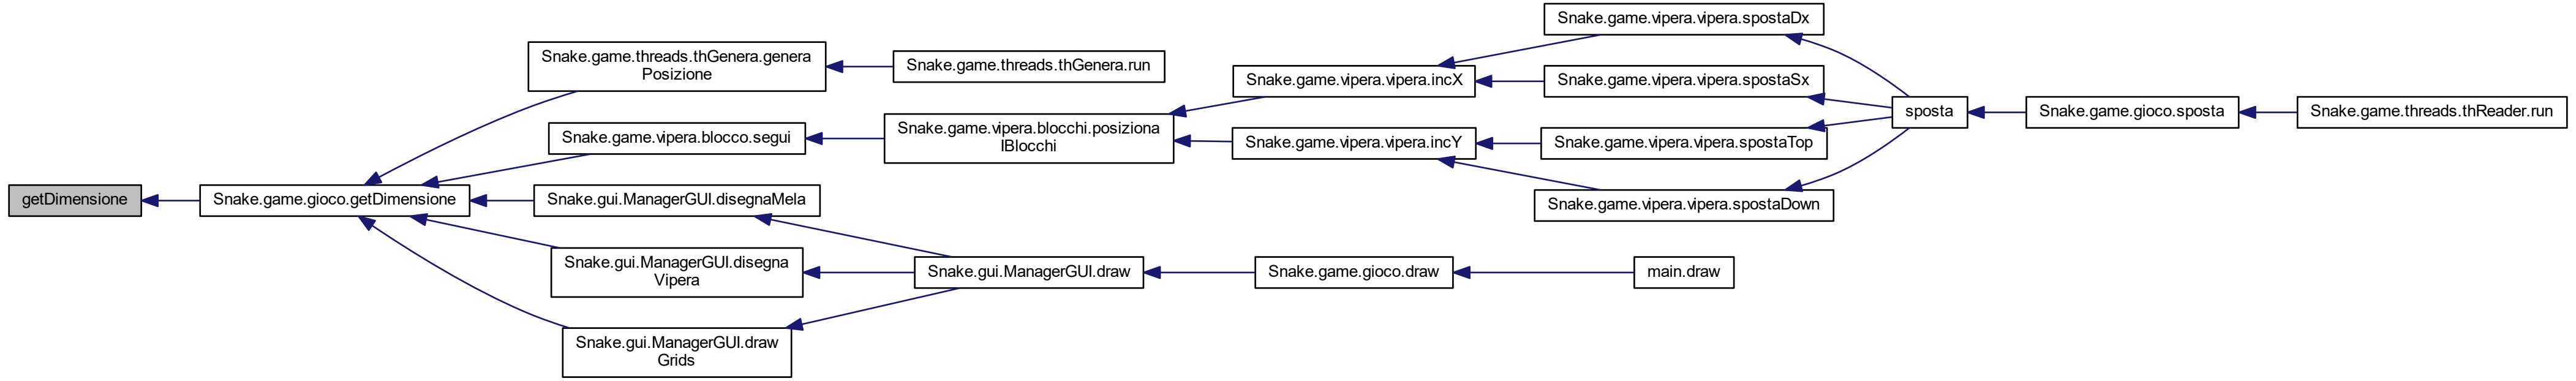 getDimensione
Snake.game.gioco.getDimensione
Snake.game.threads.thGenera.genera
Posizione
Snake.game.threads.thGenera.run
Snake.game.vipera.blocco.segui
Snake.game.vipera.blocchi.posiziona
IBlocchi
Snake.game.vipera.vipera.incX
Snake.game.vipera.vipera.spostaDx
Snake.game.vipera.vipera.spostaSx
Snake.game.vipera.vipera.incY
Snake.game.vipera.vipera.spostaTop
Snake.game.vipera.vipera.spostaDown
sposta
Snake.game.gioco.sposta
Snake.game.threads.thReader.run
Snake.gui.ManagerGUI.disegnaMela
Snake.gui.ManagerGUI.disegna
Vipera
Snake.gui.ManagerGUI.draw
Grids
Snake.gui.ManagerGUI.draw
Snake.game.gioco.draw
main.draw